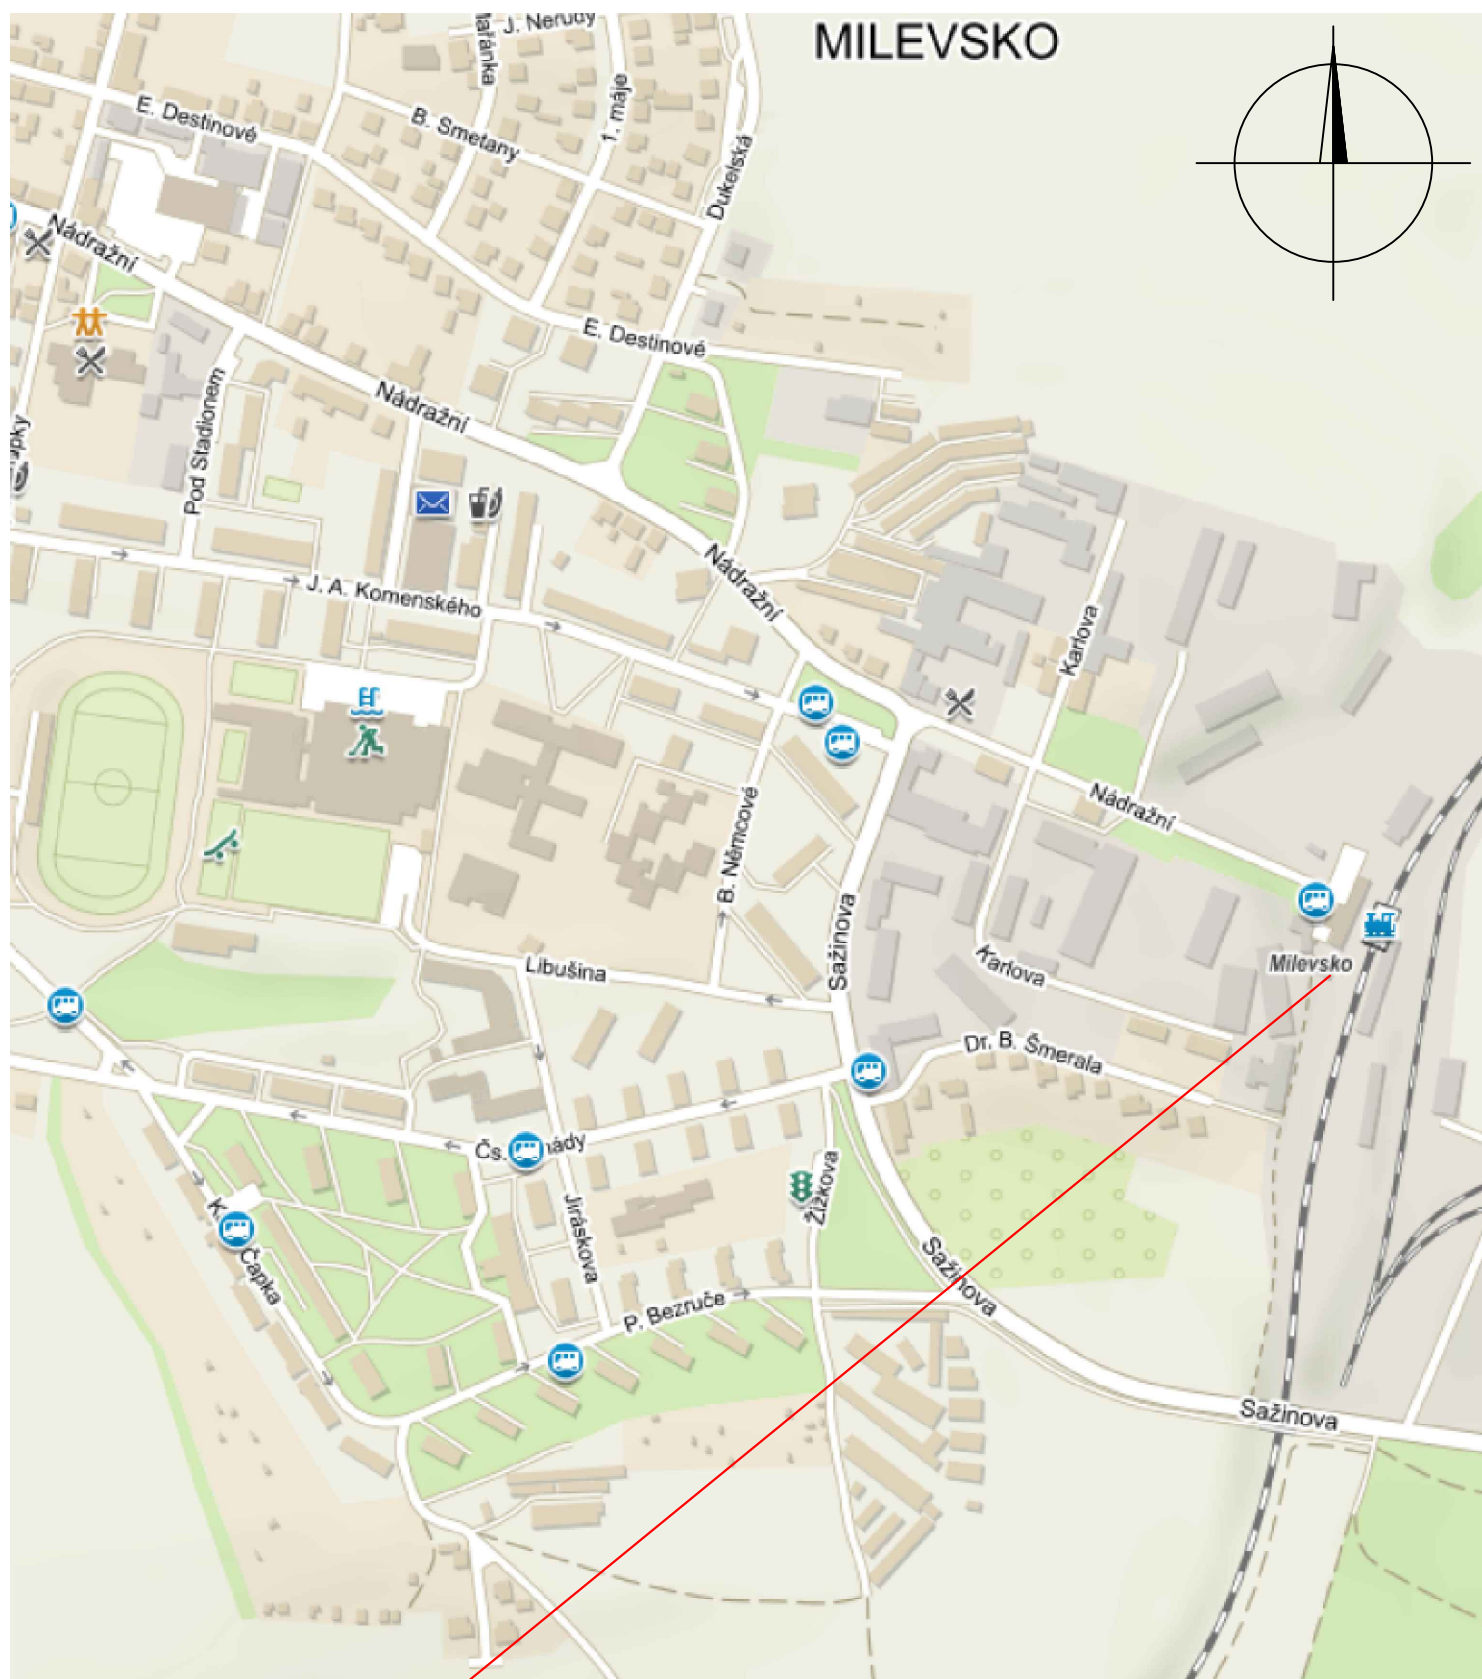 J. Nerudy
MILEVSKO
Mařánka
1. máje
E. Destinové
B. Smetany
Dukelská
Nádražní
E. Destinové
Nádražní
Pod Stadionem
Nádražní
J. A. Komenského
Karlova
Nádražní
B. Němcové
Sažinova
Karlova
Milevsko
Libušina
Dr. B. Šmerala
Čs.
Žižkova
Jiráskova
K.
Čapka
Sažinova
P. Bezruče
Sažinova